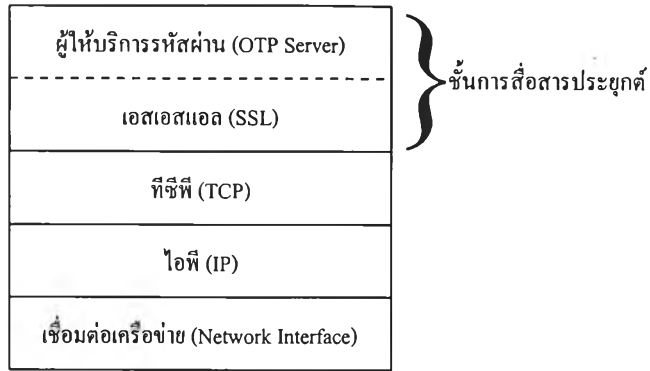 ผู้ให้บริการรหัสผ่าน (OTP Server)
ชั้นการสื่อสารประยุกต์
เอสเอสแอล (SSL)
ทีซีพี (TCP)
ไอพี (IP)
เชื่อมต่อเครือข่าย (Network Interface)